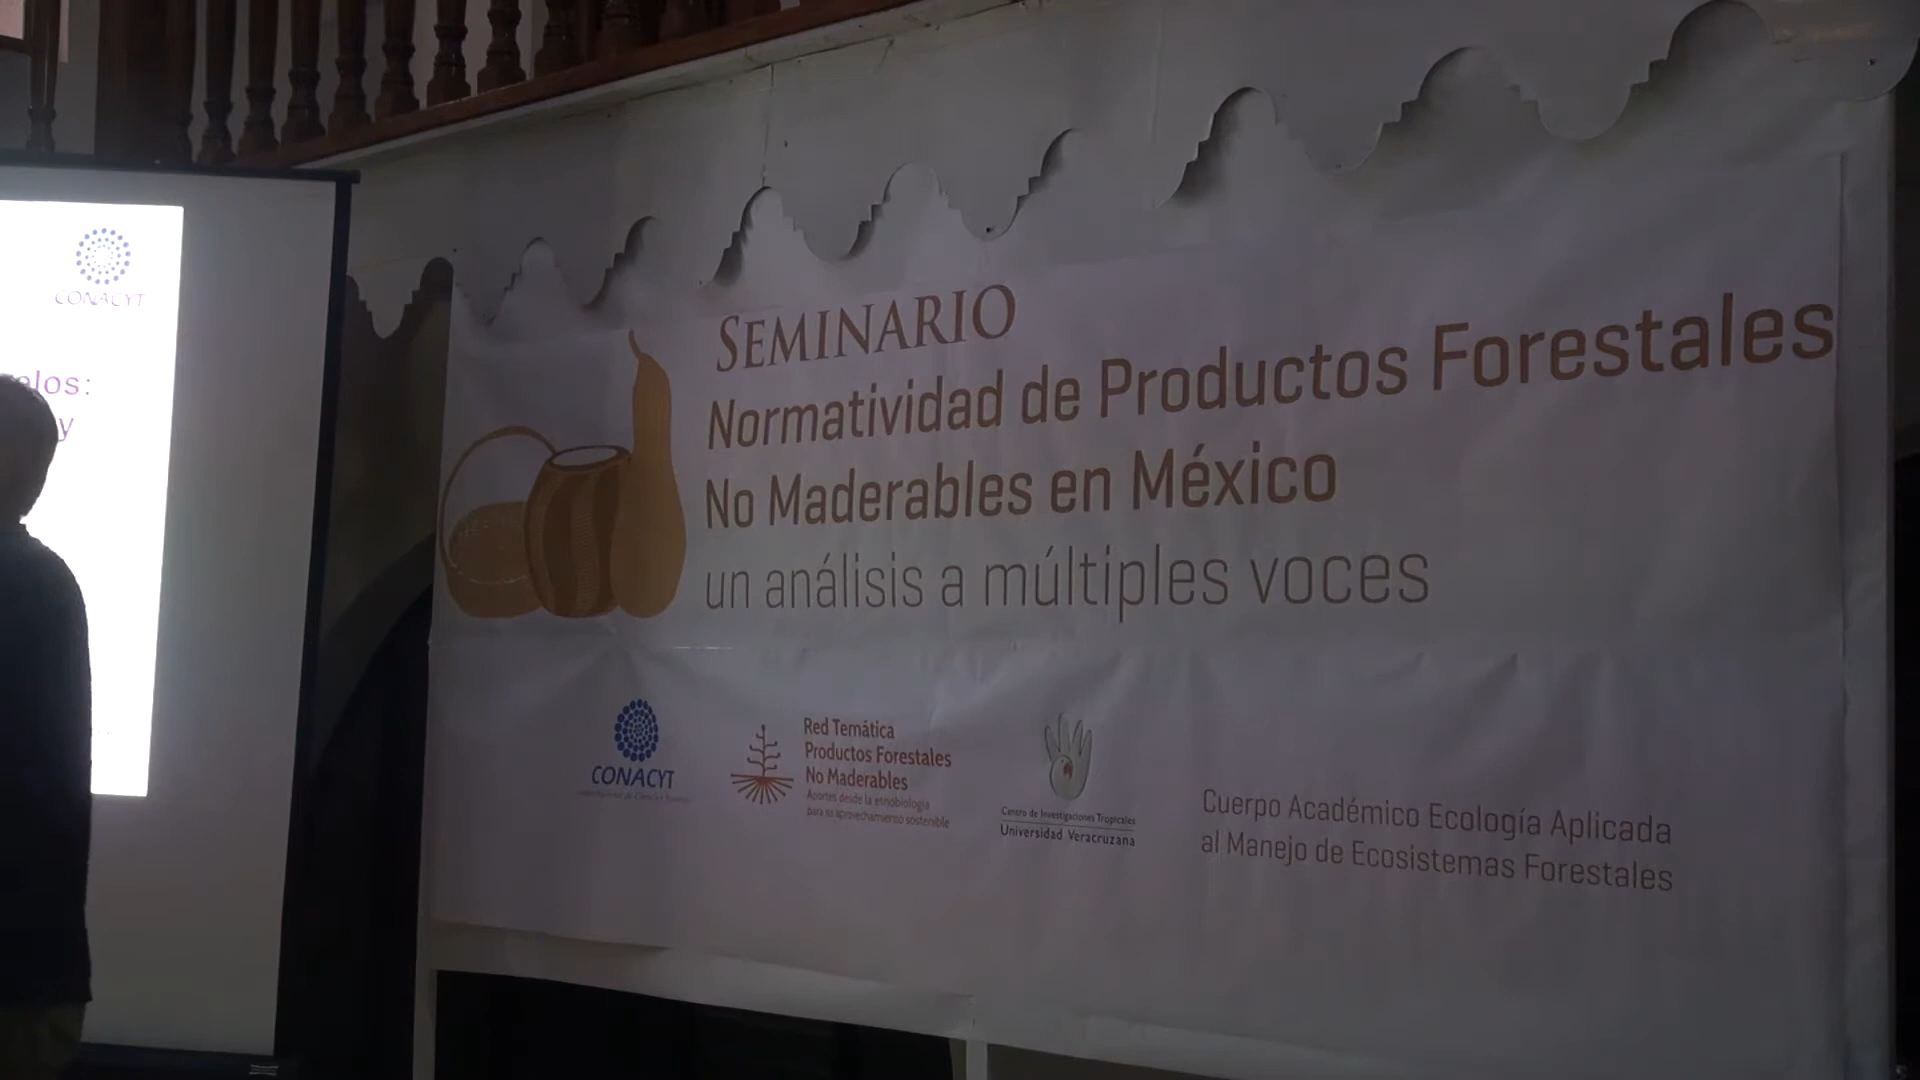 CONACYT
elos:
y
SEMINARIO
Normatividad de Productos Forestales
No Maderables en México
un análisis a múltiples voces
CONACYT
Red Temática
Productos Forestales
No Maderables
Aportes desde la etnobiología
para su aprovechamiento sostenible
Centro de Investigaciones Tropicales
Universidad Veracruzana
Cuerpo Académico Ecología Aplicada
al Manejo de Ecosistemas Forestales